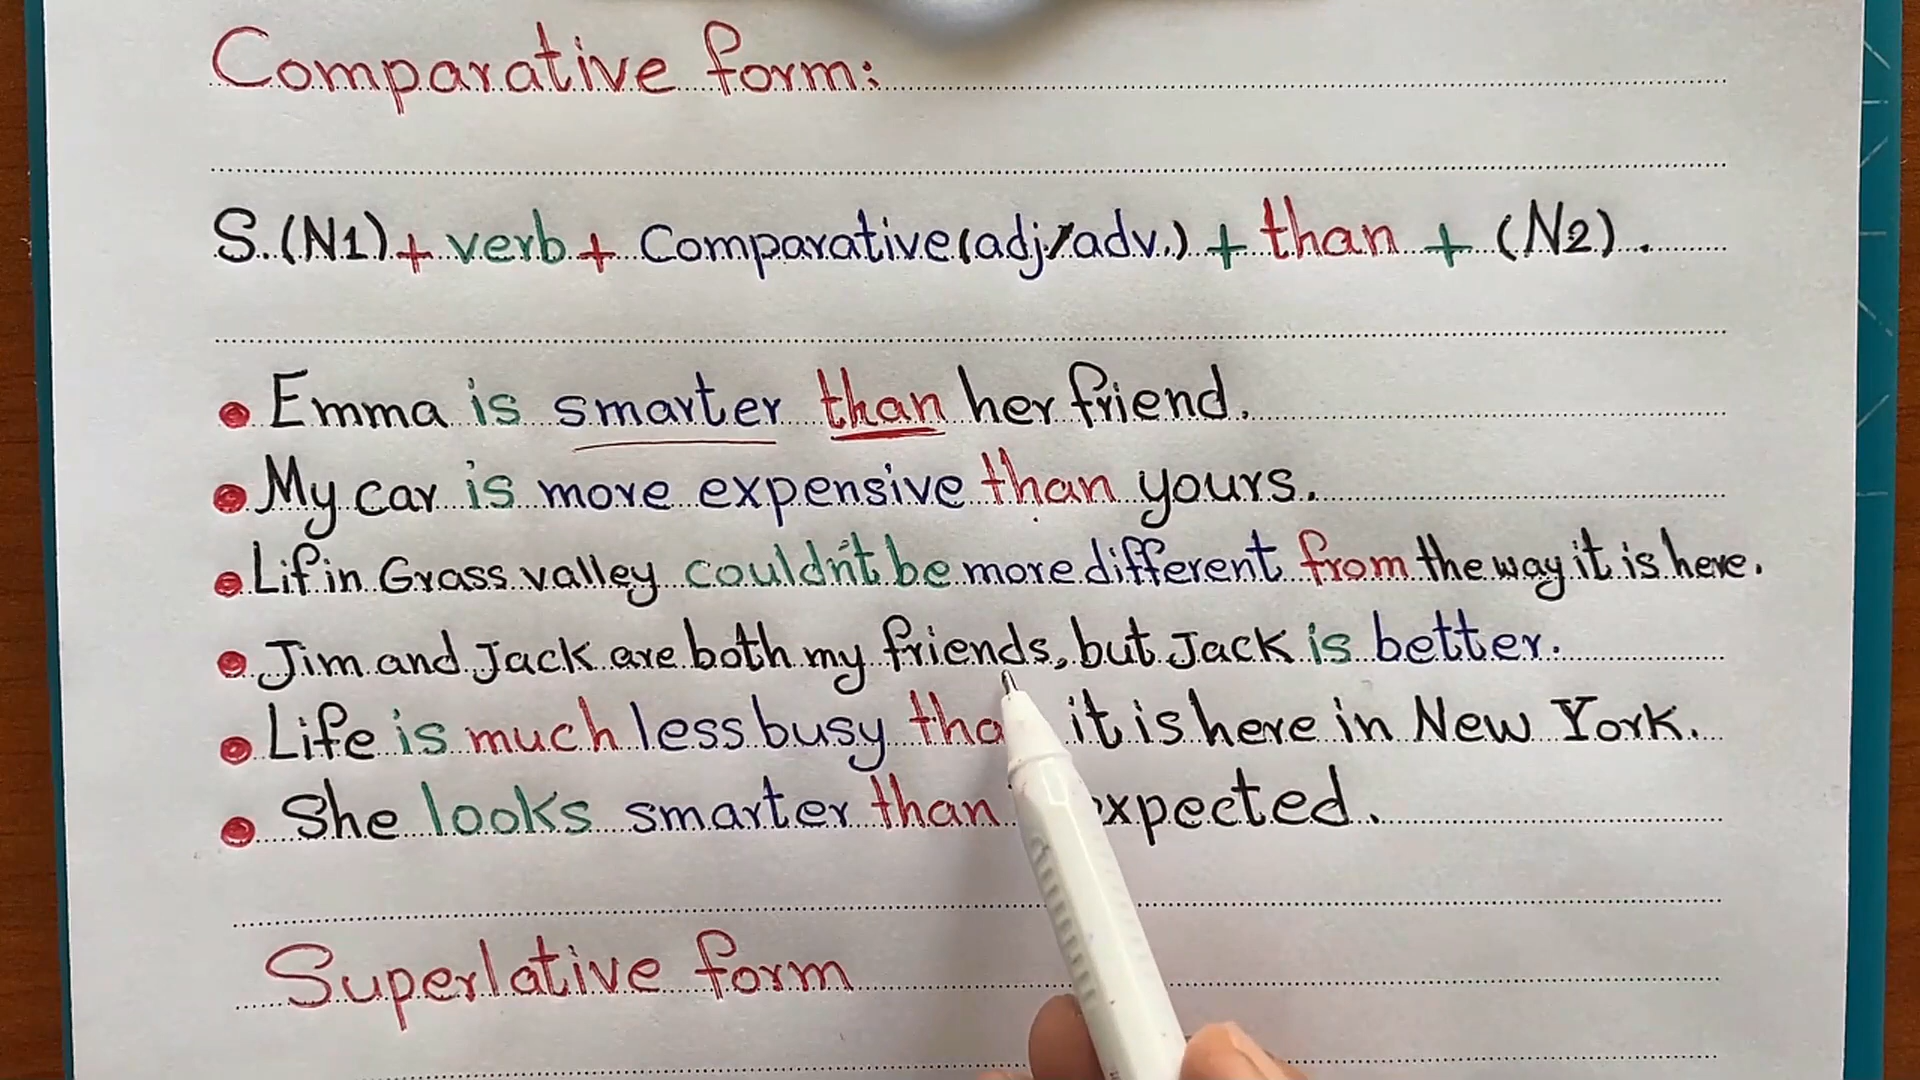 Comparative form:
S.(N1)+ verb + Comparative(adj/adv.) + than + (N2).
Emma is smarter than her friend.
My car is more expensive than yours.
Lif in Grass valley couldn't be more different from the way it is here.
Jim and Jack are both my friends, but Jack is better.
Life is much less busy tha it is here in New York.
She looks smarter than xpected.
Superlative form